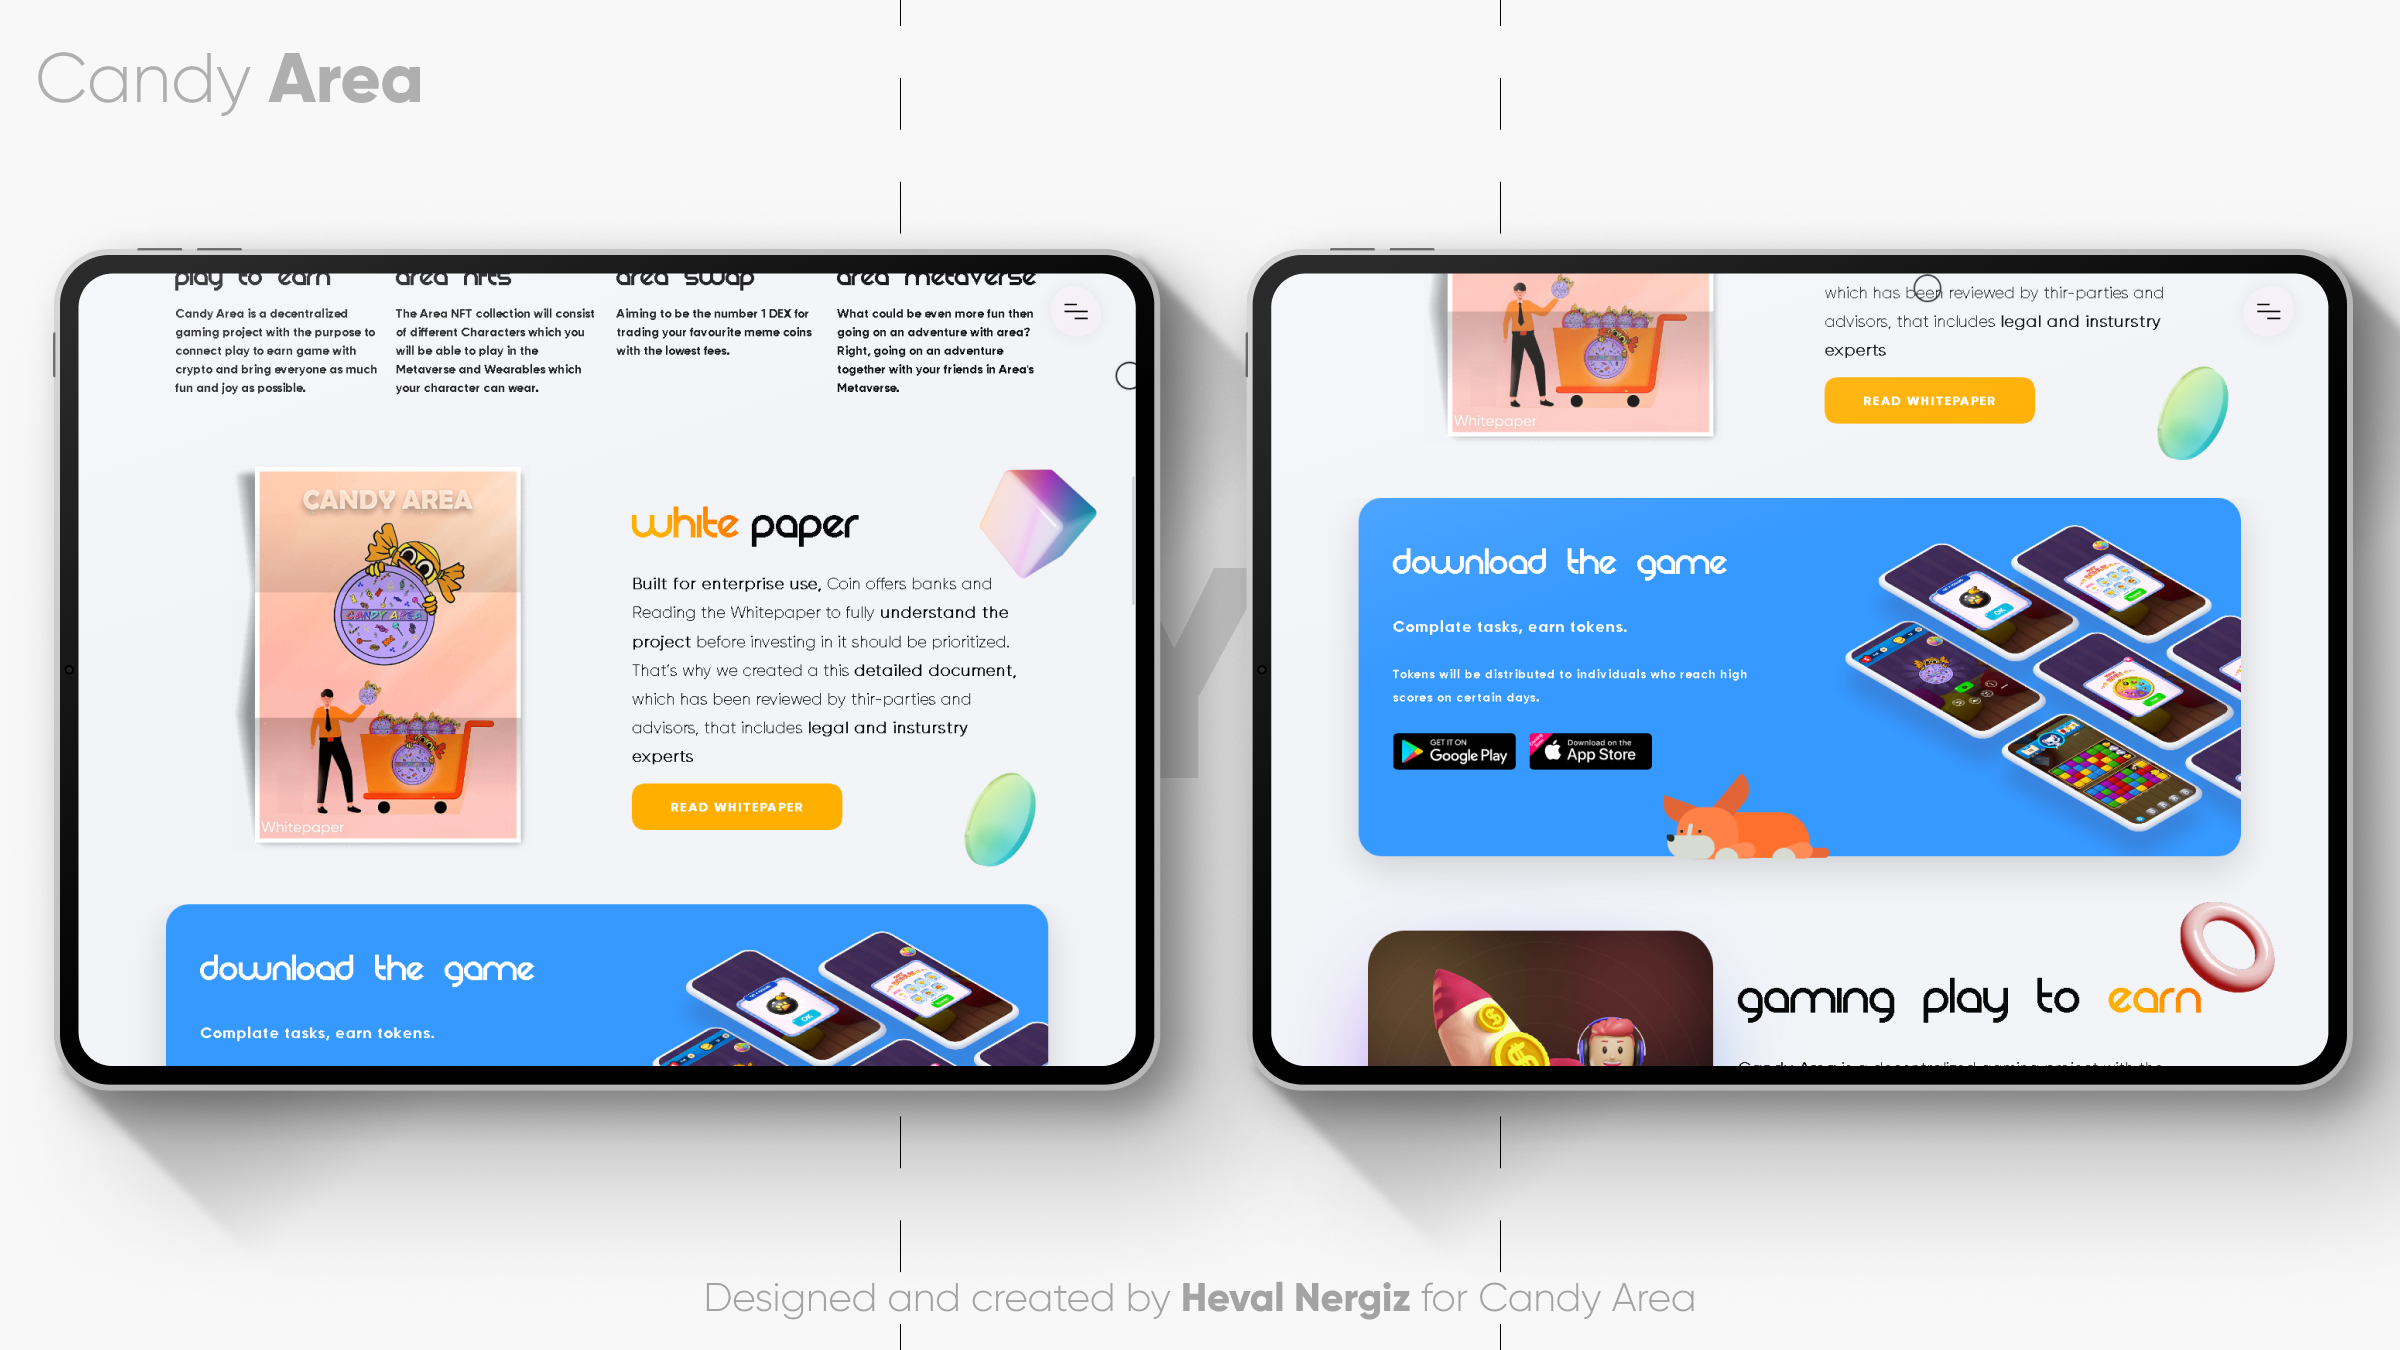 Candy Area
play to earn
Candy Area is a decentralized
gaming project with the purpose to
connect play to earn game with
crypto and bring everyone as much
fun and joy as possible.
area nfts
The Area NFT collection will consist
of different Characters which you
will be able to play in the
Metaverse and Wearables which
your character can wear.
area swap
Aiming to be the number 1 DEX for
trading your favourite meme coins
with the lowest fees.
area metaverse
What could be even more fun then
going on an adventure with area?
Right, going on an adventure
together with your friends in Area's
Metaverse.
CANDY AREA
CANDY AREA
Whitepaper
white paper
Built for enterprise use, Coin offers banks and
Reading the Whitepaper to fully understand the
project before investing in it should be prioritized.
That's why we created a this detailed document,
which has been reviewed by thir-parties and
advisors, that includes legal and insturstry
experts
READ WHITEPAPER
download the game
Complate tasks, earn tokens.
Y
Whitepaper
which has been reviewed by thir-parties and
advisors, that includes legal and insturstry
experts
READ WHITEPAPER
download the game
Complate tasks, earn tokens.
Tokens will be distributed to individuals who reach high
scores on certain days.
GET IT ON
Google Play
Download on the
App Store
OK
gaming play to earn
Candy Area is a decentralized gaming project with the
Designed and created by Heval Nergiz for Candy Area